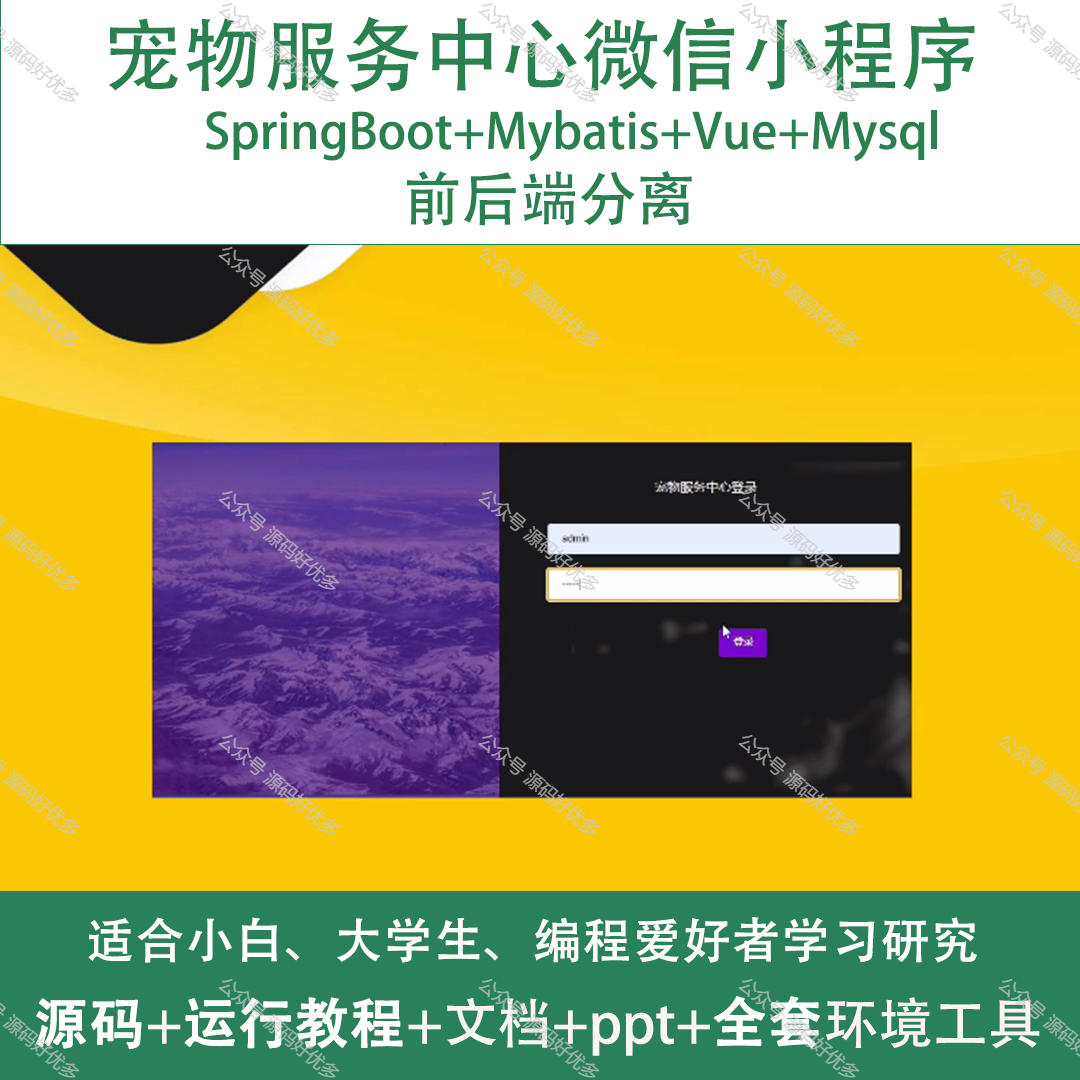 宠物服务中心微信小程序
SpringBoot+Mybatis+Vue+Mysql
前后端分离
宠物服务中心登录
admin
登录
适合小白、大学生、编程爱好者学习研究
源码+运行教程+文档+ppt+全套环境工具
公众号 源码好优多